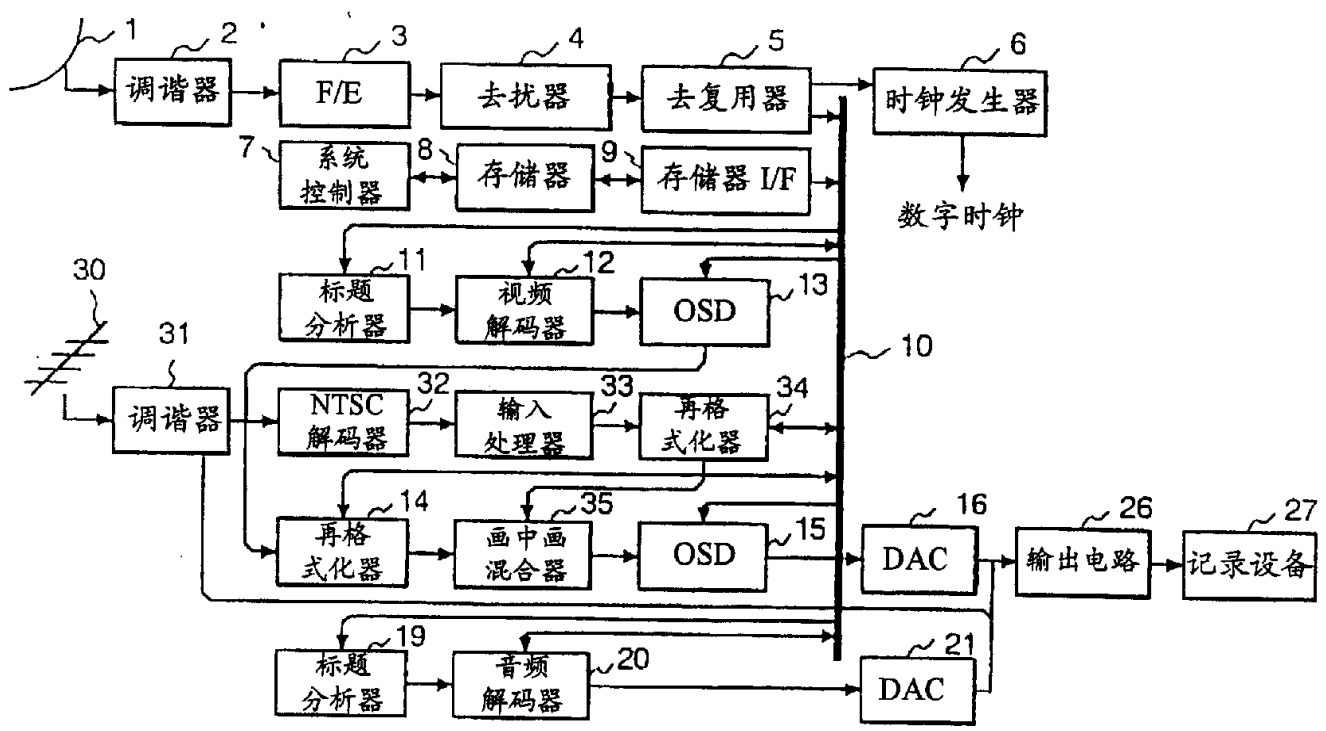 1
2
3
4
5
6
调谐器
F/E
去扰器
去复用器
时钟发生器
7
8
9
系统
控制器
存储器
存储器 I/F
数字时钟
11
12
13
标题
分析器
视频
解码器
OSD
10
30
31
32
33
34
调谐器
NTSC
解码器
输入
处理器
再格
式化器
14
35
15
16
26
27
再格
式化器
画中画
混合器
OSD
DAC
输出电路
记录设备
19
20
21
标题
分析器
音频
解码器
DAC